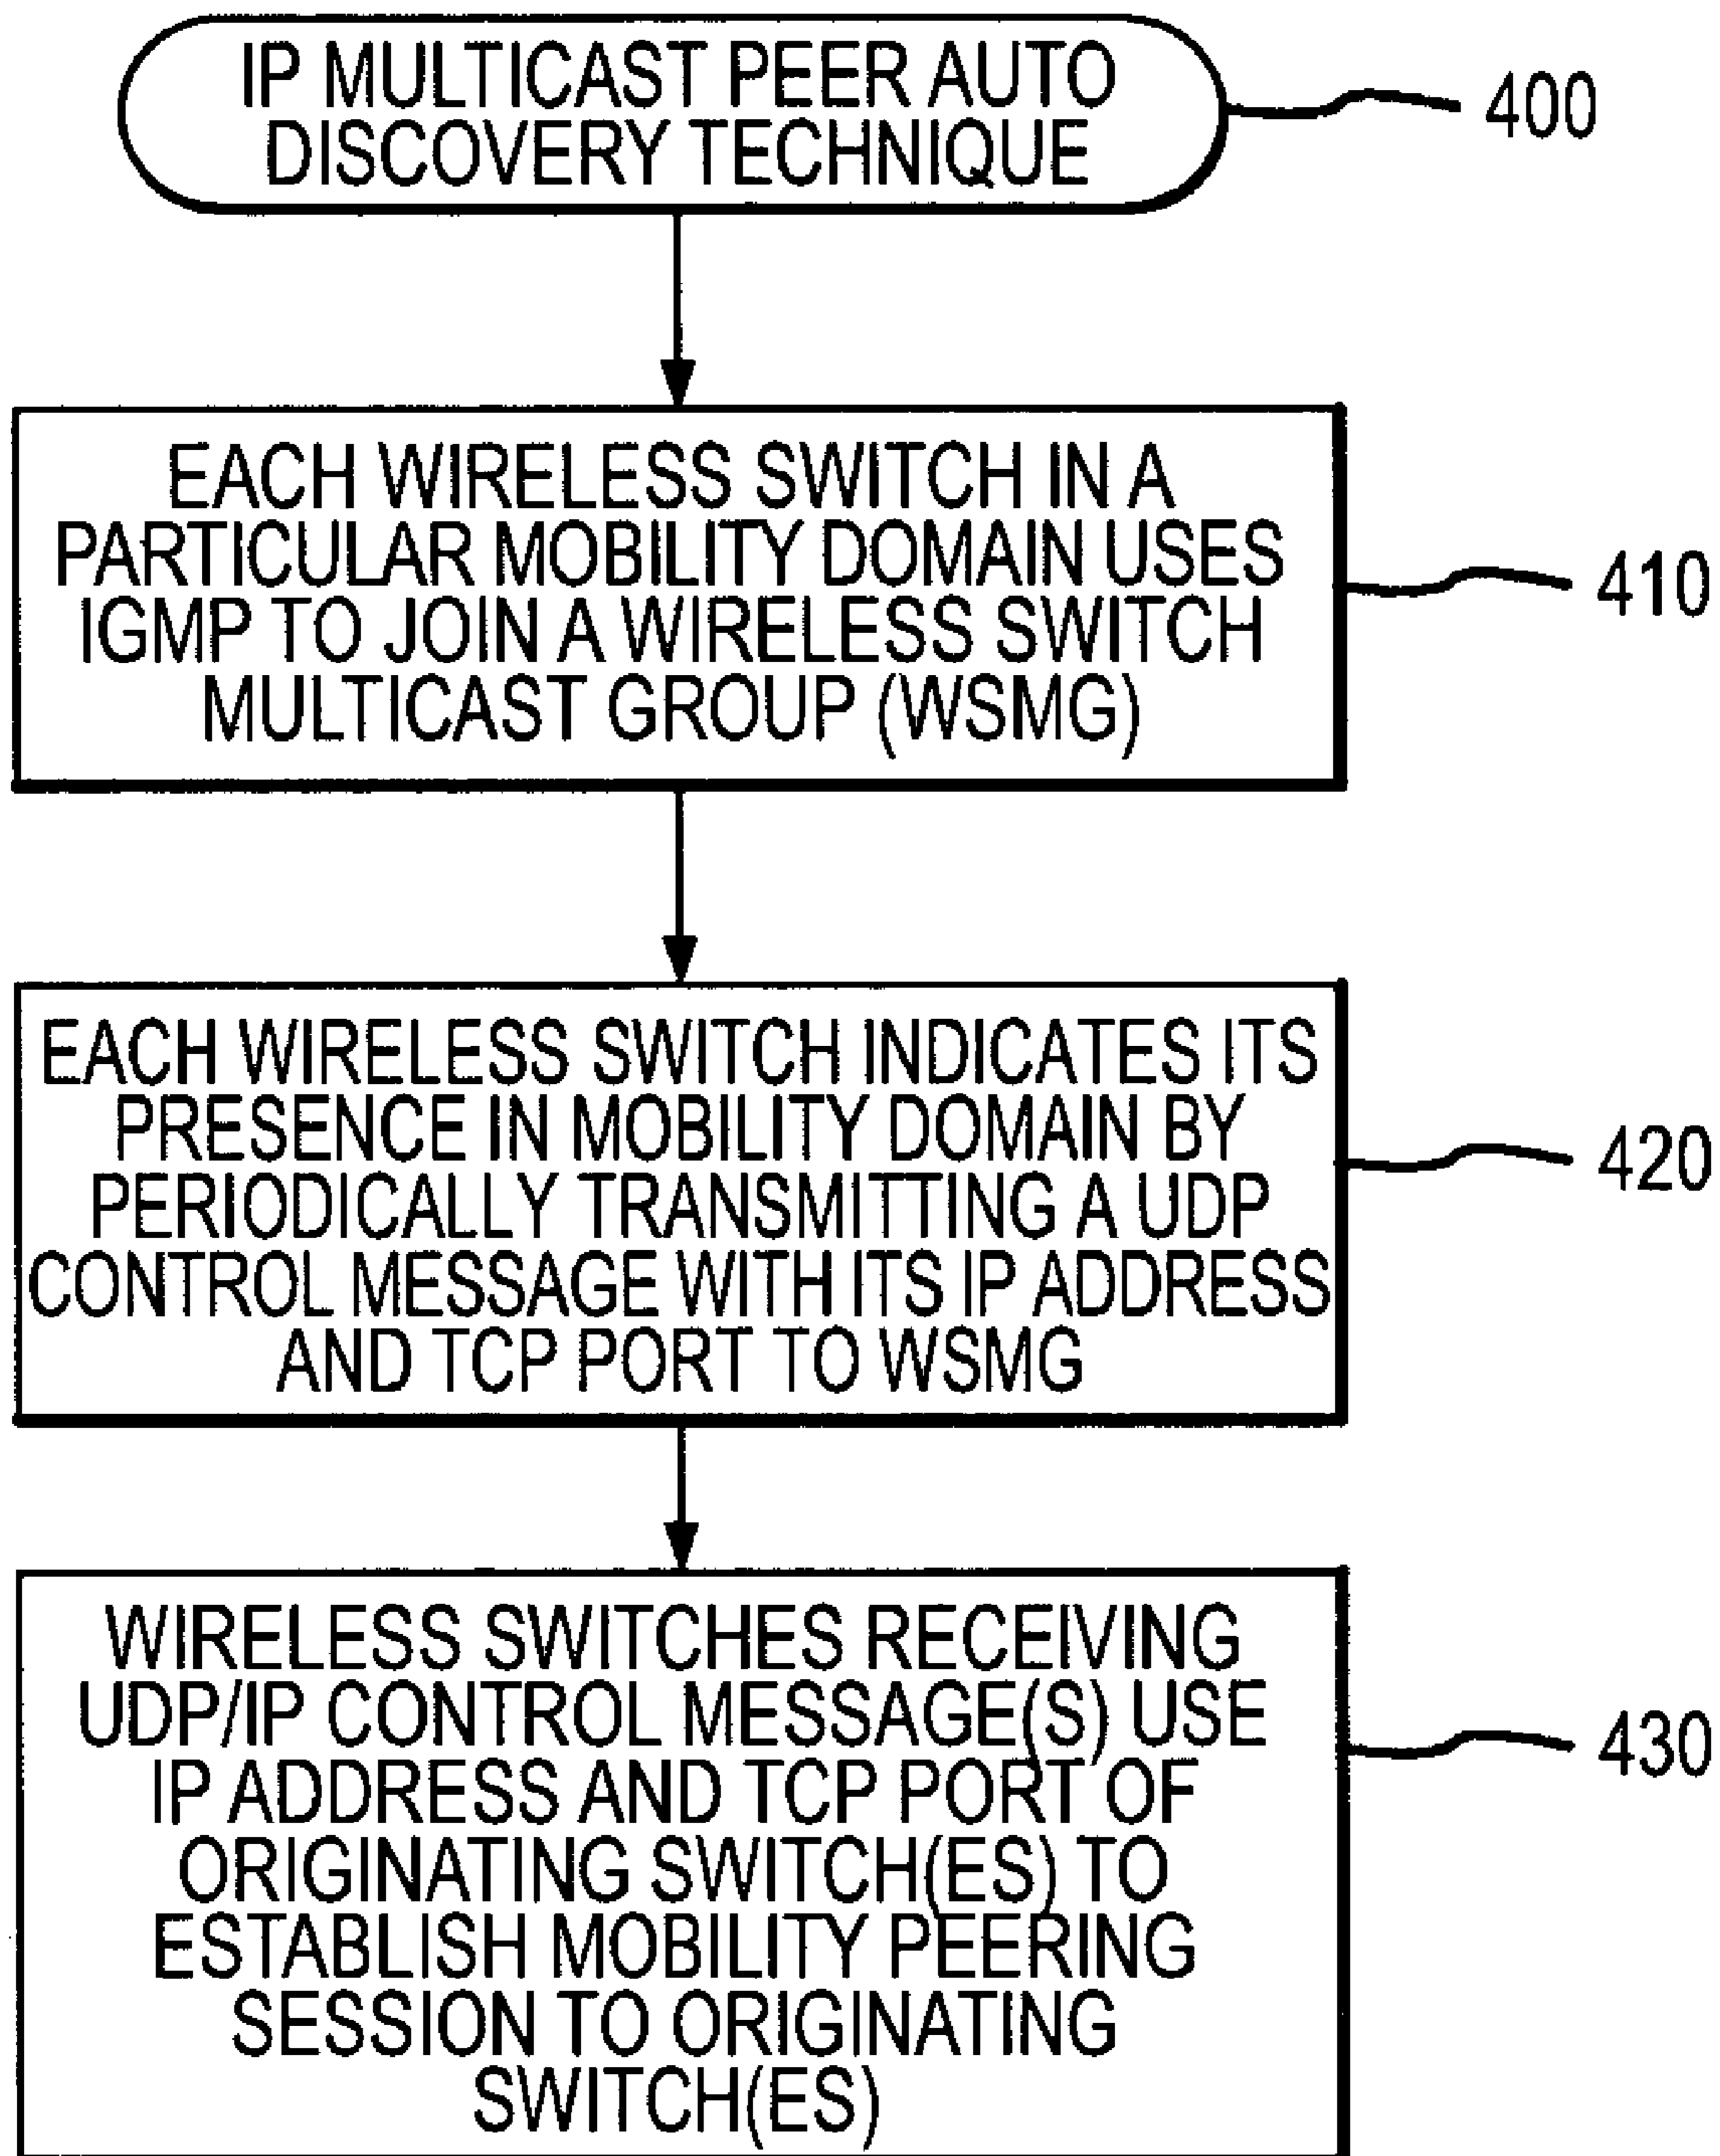 IP MULTICAST PEER AUTO
DISCOVERY TECHNIQUE
400
EACH WIRELESS SWITCH IN A
PARTICULAR MOBILITY DOMAIN USES
IGMP TO JOIN A WIRELESS SWITCH
MULTICAST GROUP (WSMG)
410
EACH WIRELESS SWITCH INDICATES ITS
PRESENCE IN MOBILITY DOMAIN BY
PERIODICALLY TRANSMITTING A UDP
CONTROL MESSAGE WITH ITS IP ADDRESS
AND TCP PORT TO WSMG
420
WIRELESS SWITCHES RECEIVING
UDP/IP CONTROL MESSAGE(S) USE
IP ADDRESS AND TCP PORT OF
ORIGINATING SWITCH(ES) TO
ESTABLISH MOBILITY PEERING
SESSION TO ORIGINATING
SWITCH(ES)
430